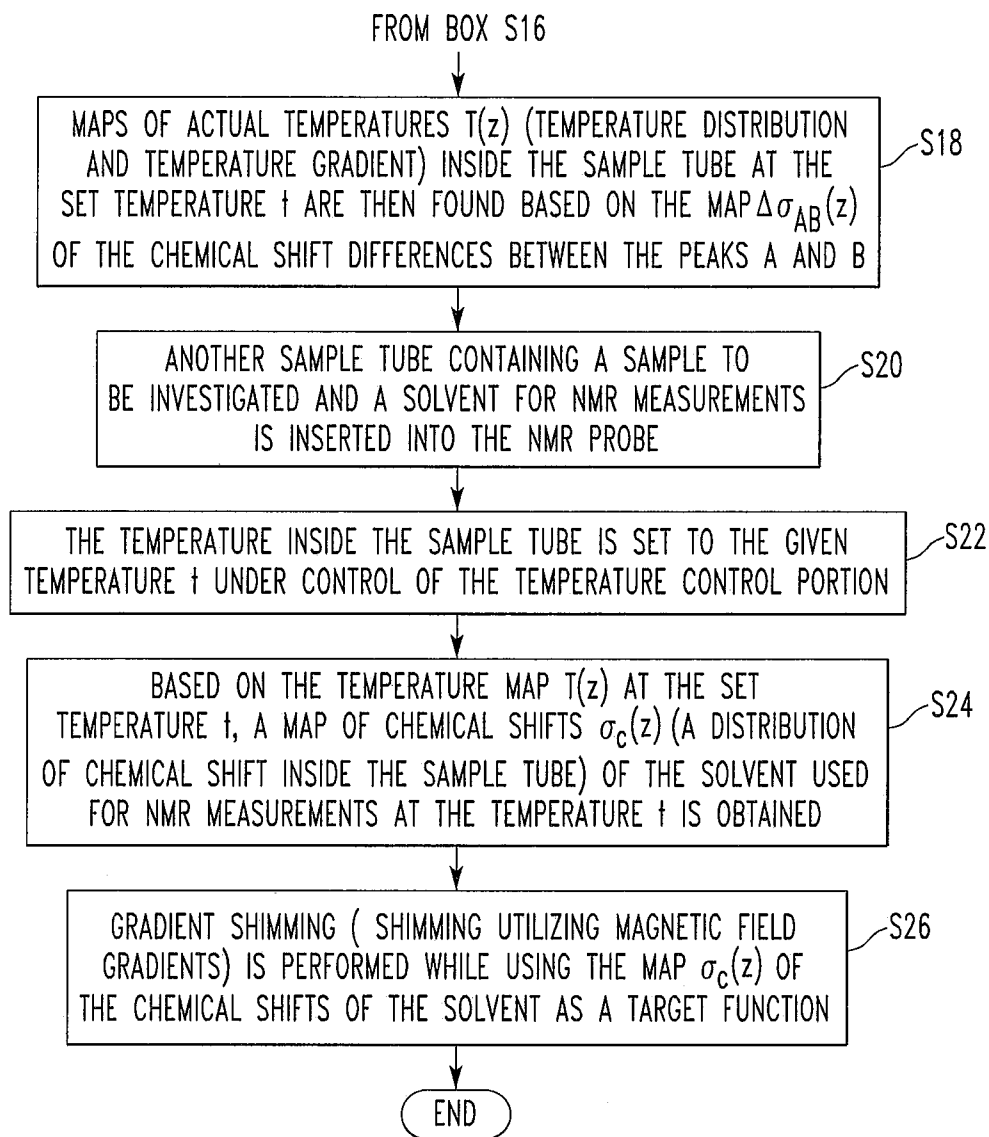 FROM BOX S16
MAPS OF ACTUAL TEMPERATURES T(z) (TEMPERATURE DISTRIBUTION
AND TEMPERATURE GRADIENT) INSIDE THE SAMPLE TUBE AT THE
SET TEMPERATURE t ARE THEN FOUND BASED ON THE MAP Δσ_AB(z)
OF THE CHEMICAL SHIFT DIFFERENCES BETWEEN THE PEAKS A AND B
S18
ANOTHER SAMPLE TUBE CONTAINING A SAMPLE TO
BE INVESTIGATED AND A SOLVENT FOR NMR MEASUREMENTS
IS INSERTED INTO THE NMR PROBE
S20
THE TEMPERATURE INSIDE THE SAMPLE TUBE IS SET TO THE GIVEN
TEMPERATURE t UNDER CONTROL OF THE TEMPERATURE CONTROL PORTION
S22
BASED ON THE TEMPERATURE MAP T(z) AT THE SET
TEMPERATURE t, A MAP OF CHEMICAL SHIFTS σ_c(z) (A DISTRIBUTION
OF CHEMICAL SHIFT INSIDE THE SAMPLE TUBE) OF THE SOLVENT USED
FOR NMR MEASUREMENTS AT THE TEMPERATURE t IS OBTAINED
S24
GRADIENT SHIMMING ( SHIMMING UTILIZING MAGNETIC FIELD
GRADIENTS) IS PERFORMED WHILE USING THE MAP σ_c(z) OF
THE CHEMICAL SHIFTS OF THE SOLVENT AS A TARGET FUNCTION
S26
END